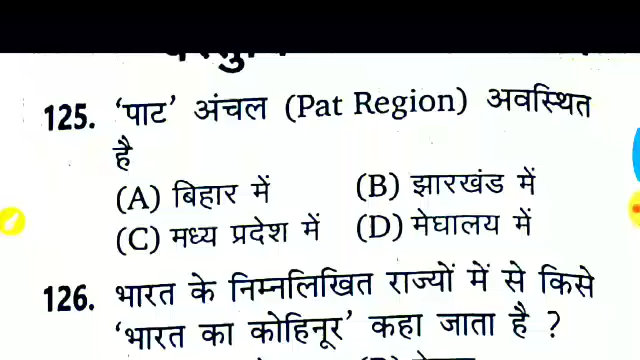 125. 'पाट' अंचल (Pat Region) अवस्थित
है
(A) बिहार में (B) झारखंड में
(C) मध्य प्रदेश में (D) मेघालय में
126. भारत के निम्नलिखित राज्यों में से किसे
'भारत का कोहिनूर' कहा जाता है ?